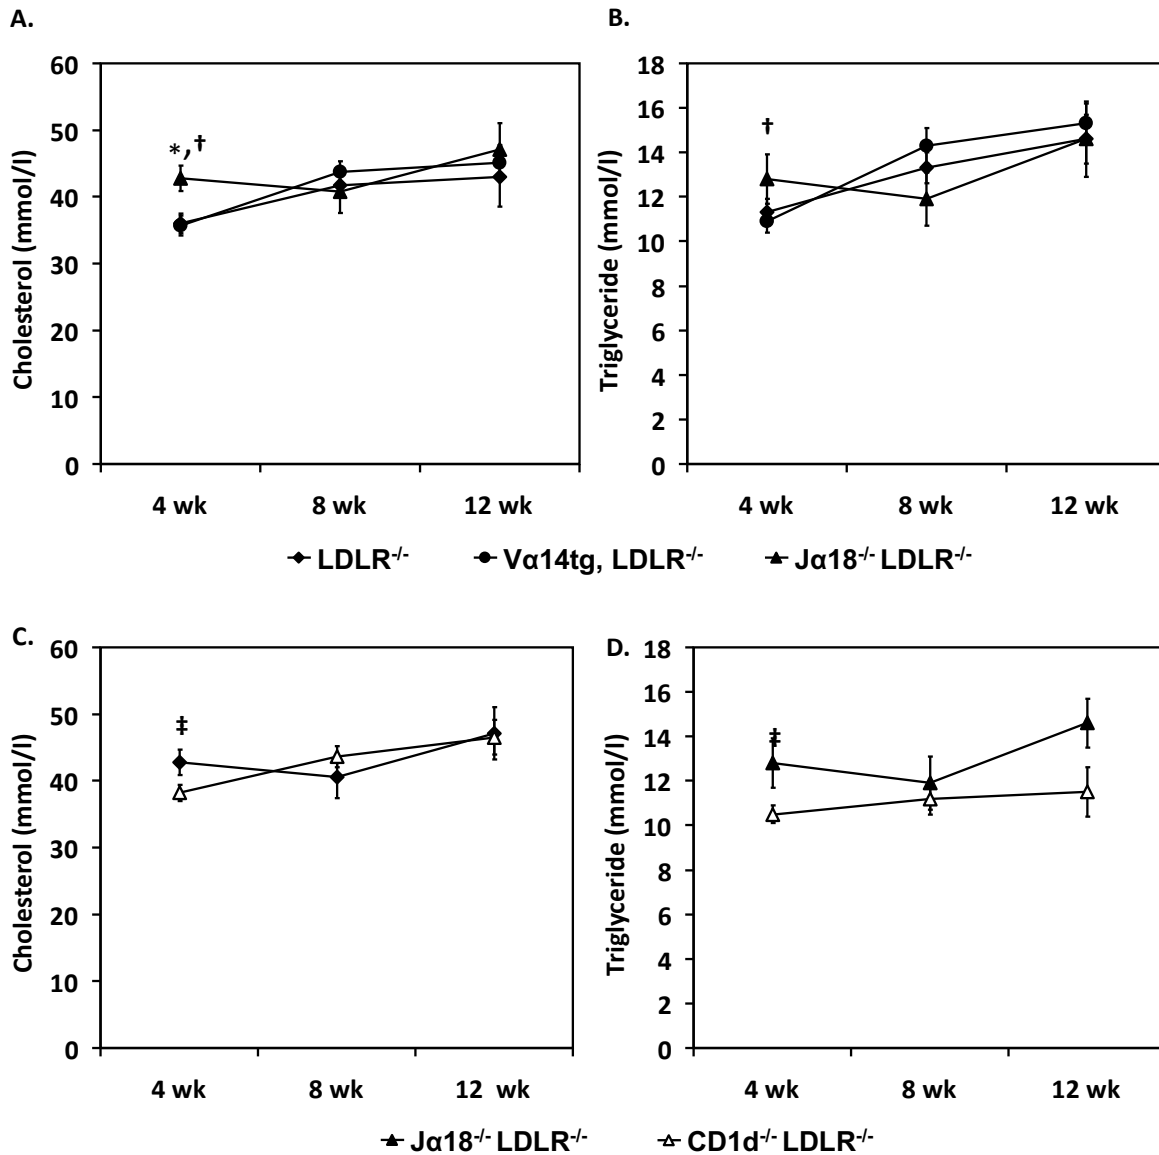 A.
B.
Cholesterol (mmol/l)
60
50
40
30
20
10
0
*,†
4 wk
8 wk
12 wk
Triglyceride (mmol/l)
18
16
14
12
10
8
6
4
2
0
†
4 wk
8 wk
12 wk
LDLR-/- Vα14tg, LDLR-/- Jα18-/- LDLR-/-
C.
D.
Cholesterol (mmol/l)
60
50
40
30
20
10
0
‡
4 wk
8 wk
12 wk
Triglyceride (mmol/l)
18
16
14
12
10
8
6
4
2
0
‡
4 wk
8 wk
12 wk
Jα18-/- LDLR-/- CD1d-/- LDLR-/-